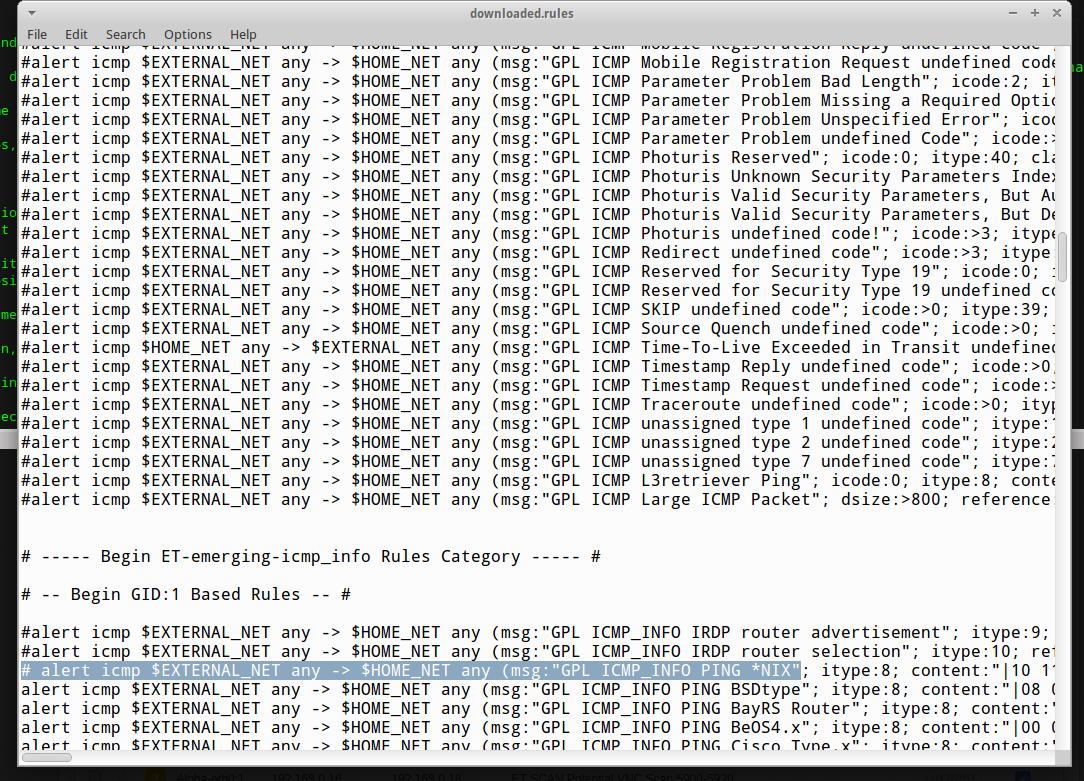 downloaded.rules
File Edit Search Options Help
#alert icmp $EXTERNAL_NET any -> $HOME_NET any (msg:"GPL ICMP Mobile Registration Reply undefined code"
#alert icmp $EXTERNAL_NET any -> $HOME_NET any (msg:"GPL ICMP Mobile Registration Request undefined code
#alert icmp $EXTERNAL_NET any -> $HOME_NET any (msg:"GPL ICMP Parameter Problem Bad Length"; icode:2; it
#alert icmp $EXTERNAL_NET any -> $HOME_NET any (msg:"GPL ICMP Parameter Problem Missing a Required Optio
#alert icmp $EXTERNAL_NET any -> $HOME_NET any (msg:"GPL ICMP Parameter Problem Unspecified Error"; icod
#alert icmp $EXTERNAL_NET any -> $HOME_NET any (msg:"GPL ICMP Parameter Problem undefined Code"; icode:>
#alert icmp $EXTERNAL_NET any -> $HOME_NET any (msg:"GPL ICMP Photuris Reserved"; icode:0; itype:40; cla
#alert icmp $EXTERNAL_NET any -> $HOME_NET any (msg:"GPL ICMP Photuris Unknown Security Parameters Index
#alert icmp $EXTERNAL_NET any -> $HOME_NET any (msg:"GPL ICMP Photuris Valid Security Parameters, But Au
#alert icmp $EXTERNAL_NET any -> $HOME_NET any (msg:"GPL ICMP Photuris Valid Security Parameters, But De
#alert icmp $EXTERNAL_NET any -> $HOME_NET any (msg:"GPL ICMP Photuris undefined code!"; icode:>3; itype
#alert icmp $EXTERNAL_NET any -> $HOME_NET any (msg:"GPL ICMP Redirect undefined code"; icode:>3; itype:
#alert icmp $EXTERNAL_NET any -> $HOME_NET any (msg:"GPL ICMP Reserved for Security Type 19"; icode:0; i
#alert icmp $EXTERNAL_NET any -> $HOME_NET any (msg:"GPL ICMP Reserved for Security Type 19 undefined co
#alert icmp $EXTERNAL_NET any -> $HOME_NET any (msg:"GPL ICMP SKIP undefined code"; icode:>0; itype:39;
#alert icmp $EXTERNAL_NET any -> $HOME_NET any (msg:"GPL ICMP Source Quench undefined code"; icode:>0; i
#alert icmp $HOME_NET any -> $EXTERNAL_NET any (msg:"GPL ICMP Time-To-Live Exceeded in Transit undefined
#alert icmp $EXTERNAL_NET any -> $HOME_NET any (msg:"GPL ICMP Timestamp Reply undefined code"; icode:>0;
#alert icmp $EXTERNAL_NET any -> $HOME_NET any (msg:"GPL ICMP Timestamp Request undefined code"; icode:>
#alert icmp $EXTERNAL_NET any -> $HOME_NET any (msg:"GPL ICMP Traceroute undefined code"; icode:>0; ityp
#alert icmp $EXTERNAL_NET any -> $HOME_NET any (msg:"GPL ICMP unassigned type 1 undefined code"; itype:
#alert icmp $EXTERNAL_NET any -> $HOME_NET any (msg:"GPL ICMP unassigned type 2 undefined code"; itype:2
#alert icmp $EXTERNAL_NET any -> $HOME_NET any (msg:"GPL ICMP unassigned type 7 undefined code"; itype:7
#alert icmp $EXTERNAL_NET any -> $HOME_NET any (msg:"GPL ICMP L3retriever Ping"; icode:0; itype:8; conte
#alert icmp $EXTERNAL_NET any -> $HOME_NET any (msg:"GPL ICMP Large ICMP Packet"; dsize:>800; reference:
# ----- Begin ET-emerging-icmp_info Rules Category ----- #
# -- Begin GID:1 Based Rules -- #
#alert icmp $EXTERNAL_NET any -> $HOME_NET any (msg:"GPL ICMP_INFO IRDP router advertisement"; itype:9;
#alert icmp $EXTERNAL_NET any -> $HOME_NET any (msg:"GPL ICMP_INFO IRDP router selection"; itype:10; ref
# alert icmp $EXTERNAL_NET any -> $HOME_NET any (msg:"GPL ICMP_INFO PING *NIX"; itype:8; content:"|10 11
alert icmp $EXTERNAL_NET any -> $HOME_NET any (msg:"GPL ICMP_INFO PING BSDtype"; itype:8; content:"|08 0
alert icmp $EXTERNAL_NET any -> $HOME_NET any (msg:"GPL ICMP_INFO PING BayRS Router"; itype:8; content:"
alert icmp $EXTERNAL_NET any -> $HOME_NET any (msg:"GPL ICMP_INFO PING BeOS4.x"; itype:8; content:"|00 0
alert icmp $EXTERNAL_NET any -> $HOME_NET any (msg:"GPL ICMP_INFO PING Cisco Type.x"; itype:8; content:"